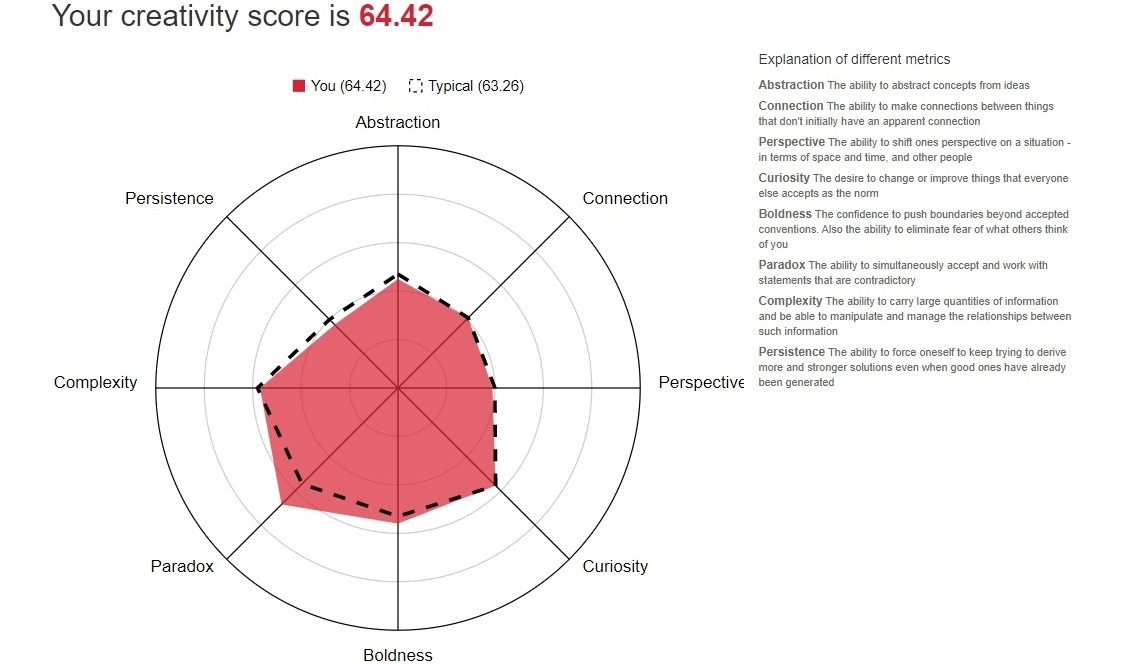 Your creativity score is 64.42
You (64.42) Typical (63.26)
Abstraction
Persistence
Connection
Complexity
Perspective
Paradox
Curiosity
Boldness
Explanation of different metrics
Abstraction The ability to abstract concepts from ideas
Connection The ability to make connections between things
that don't initially have an apparent connection
Perspective The ability to shift ones perspective on a situation -
in terms of space and time, and other people
Curiosity The desire to change or improve things that everyone
else accepts as the norm
Boldness The confidence to push boundaries beyond accepted
conventions. Also the ability to eliminate fear of what others think
of you
Paradox The ability to simultaneously accept and work with
statements that are contradictory
Complexity The ability to carry large quantities of information
and be able to manipulate and manage the relationships between
such information
Persistence The ability to force oneself to keep trying to derive
more and stronger solutions even when good ones have already
been generated